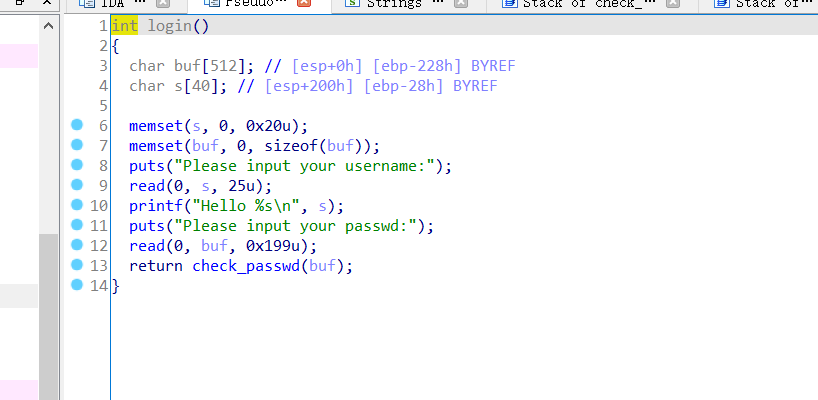 IDA ··· Pseudo··· Strings ··· Stack of check_··· Stack of···
1 int login()
2 {
3 char buf[512]; // [esp+0h] [ebp-228h] BYREF
4 char s[40]; // [esp+200h] [ebp-28h] BYREF
5
6 memset(s, 0, 0x20u);
7 memset(buf, 0, sizeof(buf));
8 puts("Please input your username:");
9 read(0, s, 25u);
10 printf("Hello %s\n", s);
11 puts("Please input your passwd:");
12 read(0, buf, 0x199u);
13 return check_passwd(buf);
14 }